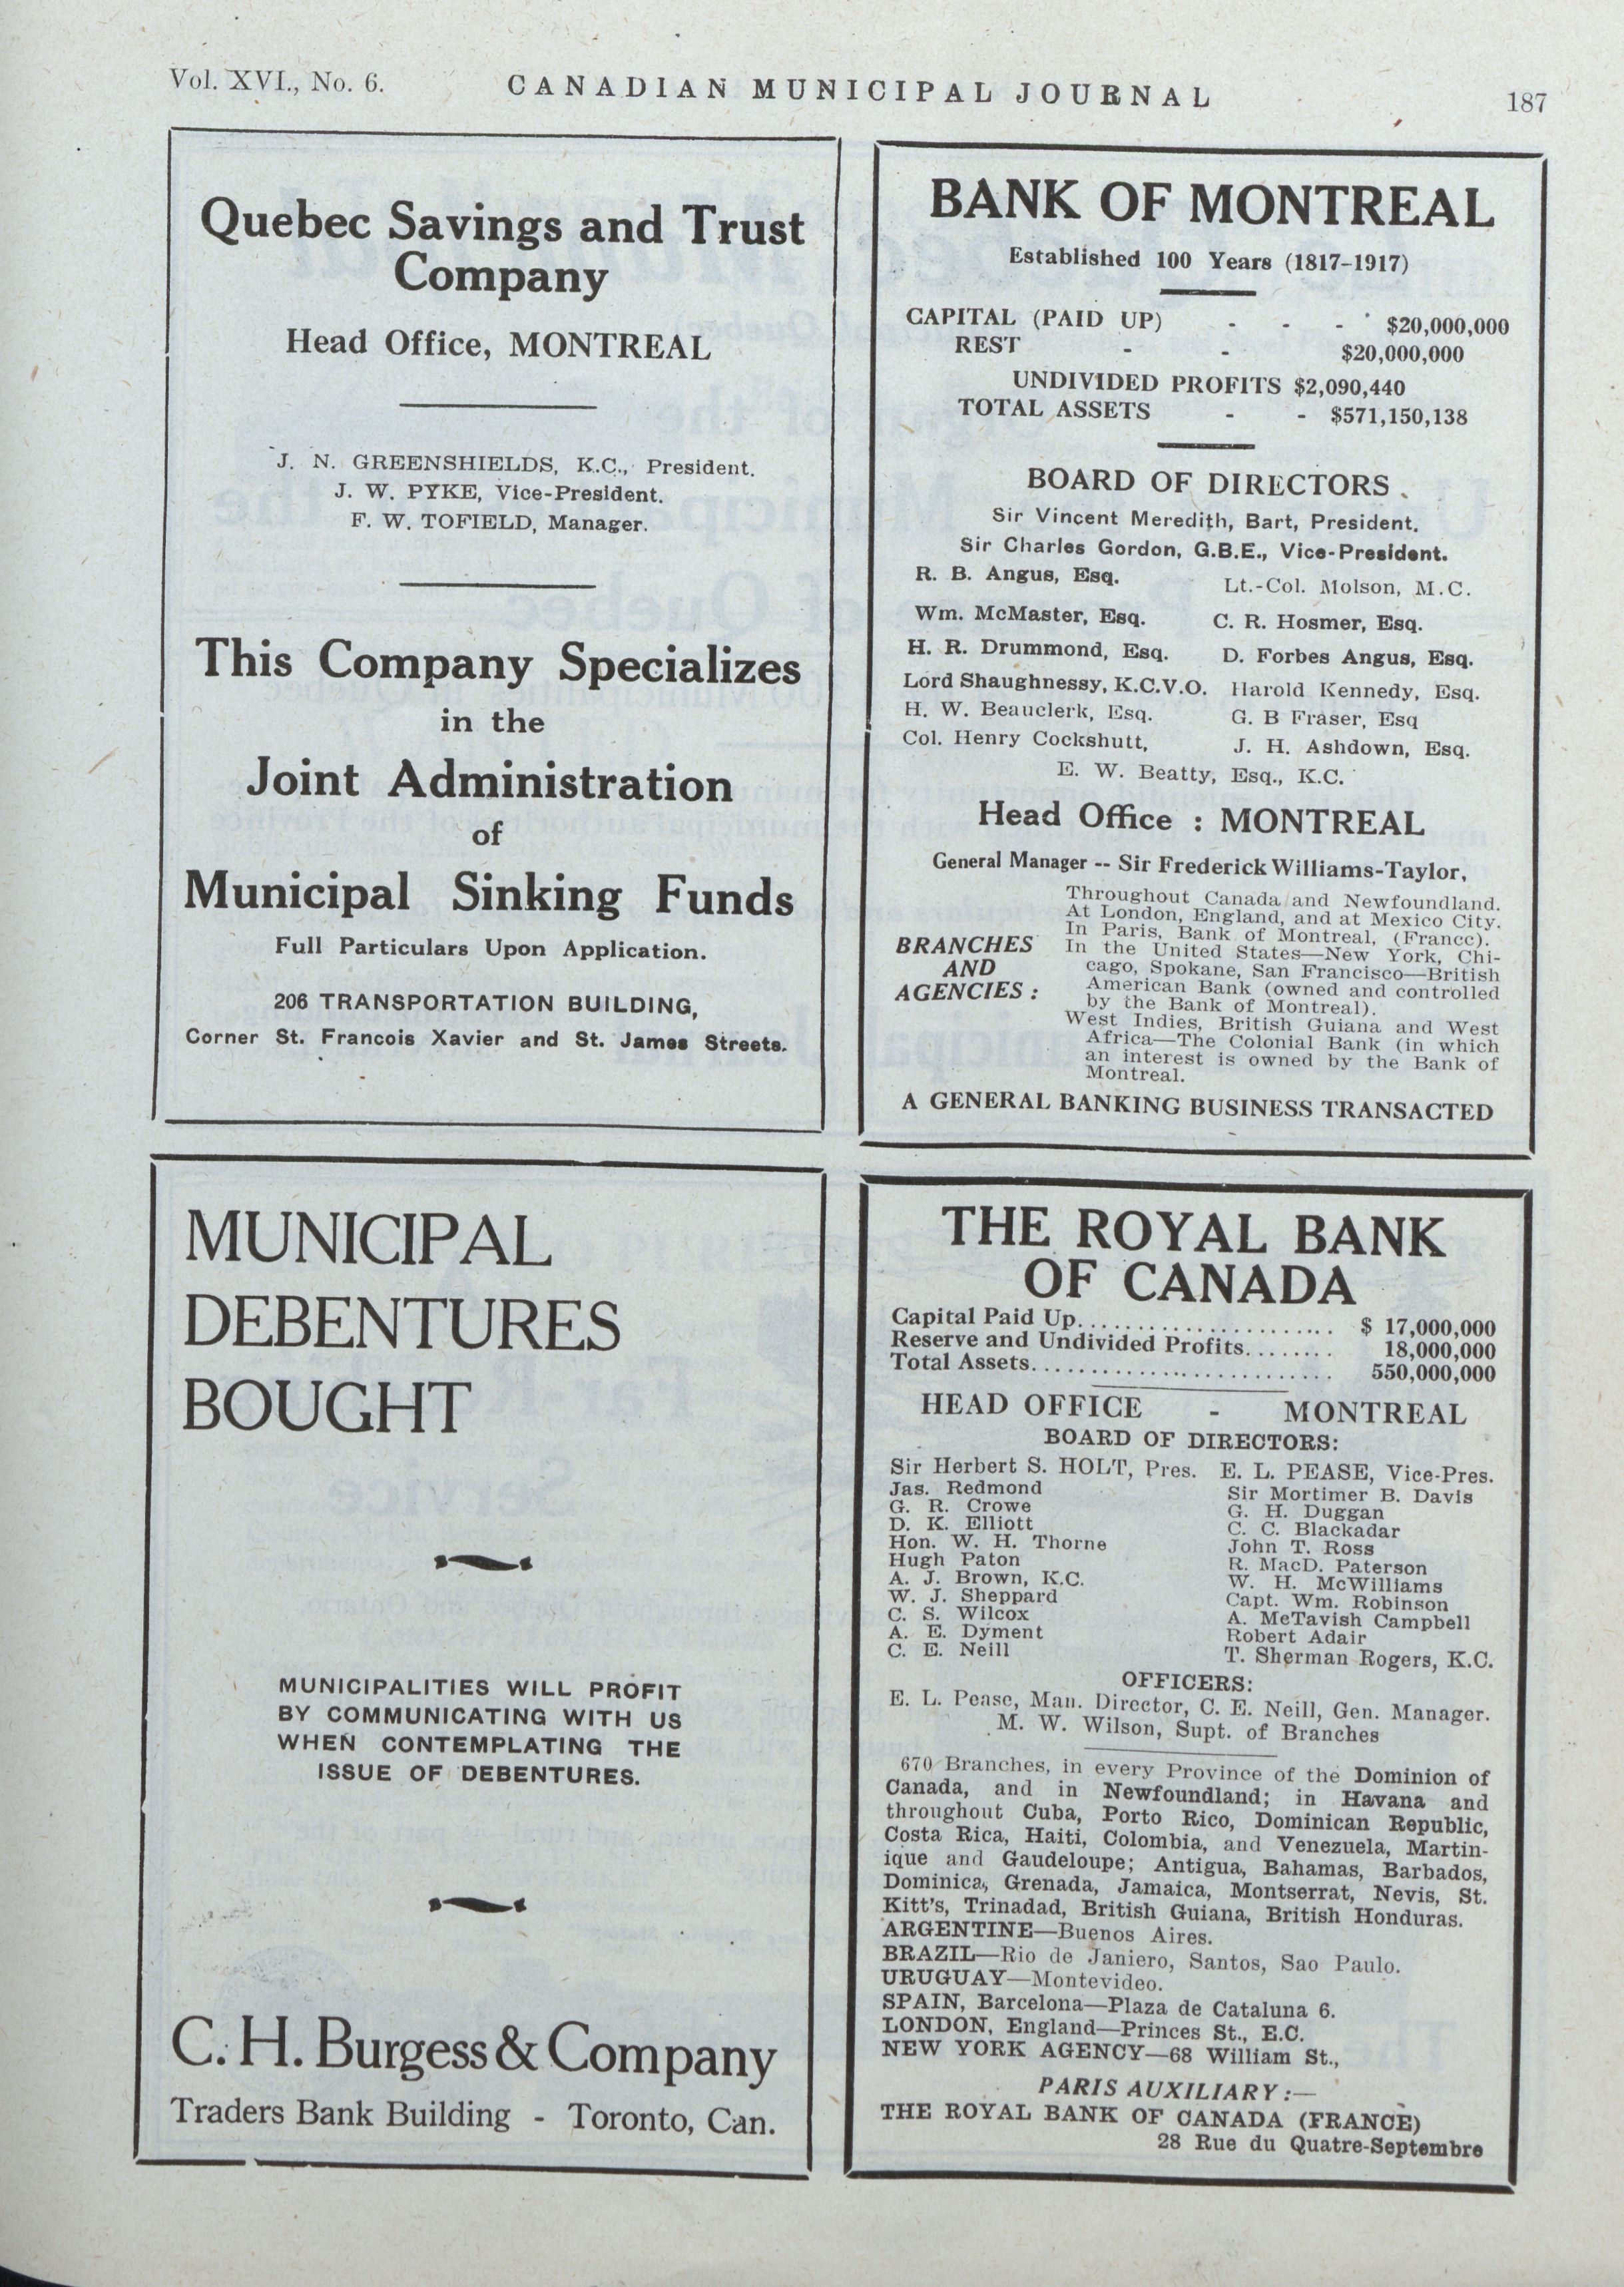 Vol. XVI., No. 6.
CANADIAN MUNICIPAL JOURNAL
187
Quebec Savings and Trust
Company
Head Office, MONTREAL
J. N. GREENSHIELDS, K.C., President.
J. W. PYKE, Vice-President.
F. W. TOFIELD, Manager.
This Company Specializes
in the
Joint Administration
of
Municipal Sinking Funds
Full Particulars Upon Application.
206 TRANSPORTATION BUILDING,
Corner St. Francois Xavier and St. James Streets.
BANK OF MONTREAL
Established 100 Years (1817-1917)
CAPITAL (PAID UP) - - - $20,000,000
REST - - $20,000,000
UNDIVIDED PROFITS $2,090,440
TOTAL ASSETS - - $571,150,138
BOARD OF DIRECTORS
Sir Vincent Meredith, Bart, President.
Sir Charles Gordon, G.B.E., Vice-President.
R. B. Angus, Esq. Lt.-Col. Molson, M.C.
Wm. McMaster, Esq. C. R. Hosmer, Esq.
H. R. Drummond, Esq. D. Forbes Angus, Esq.
Lord Shaughnessy, K.C.V.O. Harold Kennedy, Esq.
H. W. Beauclerk, Esq. G. B Fraser, Esq
Col. Henry Cockshutt, J. H. Ashdown, Esq.
E. W. Beatty, Esq., K.C.
Head Office : MONTREAL
General Manager -- Sir Frederick Williams-Taylor,
BRANCHES
AND
AGENCIES :
Throughout Canada and Newfoundland.
At London, England, and at Mexico City.
In Paris, Bank of Montreal, (France).
In the United States—New York, Chi-
cago, Spokane, San Francisco—British
American Bank (owned and controlled
by the Bank of Montreal).
West Indies, British Guiana and West
Africa—The Colonial Bank (in which
an interest is owned by the Bank of
Montreal.
A GENERAL BANKING BUSINESS TRANSACTED
MUNICIPAL
DEBENTURES
BOUGHT
MUNICIPALITIES WILL PROFIT
BY COMMUNICATING WITH US
WHEN CONTEMPLATING THE
ISSUE OF DEBENTURES.
C. H. Burgess & Company
Traders Bank Building - Toronto, Can.
THE ROYAL BANK
OF CANADA
Capital Paid Up........................ $ 17,000,000
Reserve and Undivided Profits........ 18,000,000
Total Assets............................ 550,000,000
HEAD OFFICE - MONTREAL
BOARD OF DIRECTORS:
Sir Herbert S. HOLT, Pres. E. L. PEASE, Vice-Pres.
Jas. Redmond Sir Mortimer B. Davis
G. R. Crowe G. H. Duggan
D. K. Elliott C. C. Blackadar
Hon. W. H. Thorne John T. Ross
Hugh Paton R. MacD. Paterson
A. J. Brown, K.C. W. H. McWilliams
W. J. Sheppard Capt. Wm. Robinson
C. S. Wilcox A. McTavish Campbell
A. E. Dyment Robert Adair
C. E. Neill T. Sherman Rogers, K.C.
OFFICERS:
E. L. Pease, Man. Director, C. E. Neill, Gen. Manager.
M. W. Wilson, Supt. of Branches
670 Branches, in every Province of the Dominion of
Canada, and in Newfoundland; in Havana and
throughout Cuba, Porto Rico, Dominican Republic,
Costa Rica, Haiti, Colombia, and Venezuela, Martin-
ique and Gaudeloupe; Antigua, Bahamas, Barbados,
Dominica, Grenada, Jamaica, Montserrat, Nevis, St.
Kitt's, Trinadad, British Guiana, British Honduras.
ARGENTINE—Buenos Aires.
BRAZIL—Rio de Janiero, Santos, Sao Paulo.
URUGUAY—Montevideo.
SPAIN, Barcelona—Plaza de Cataluna 6.
LONDON, England—Princes St., E.C.
NEW YORK AGENCY—68 William St.,
PARIS AUXILIARY :—
THE ROYAL BANK OF CANADA (FRANCE)
28 Rue du Quatre-Septembre